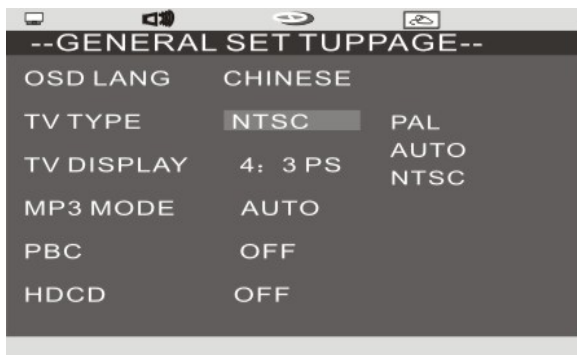 --GENERAL SET TUPPAGE--
OSD LANG CHINESE
TV TYPE NTSC PAL
AUTO
TV DISPLAY 4：3 PS
NTSC
MP3 MODE AUTO
PBC OFF
HDCD OFF